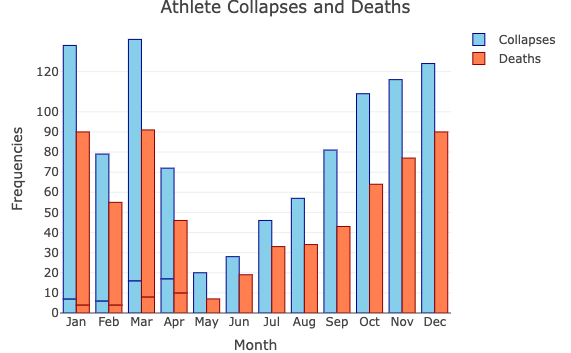 Athlete Collapses and Deaths
Collapses
Deaths
Frequencies
120
100
90
80
70
60
50
40
30
20
10
0
Jan Feb Mar Apr May Jun Jul Aug Sep Oct Nov Dec
Month